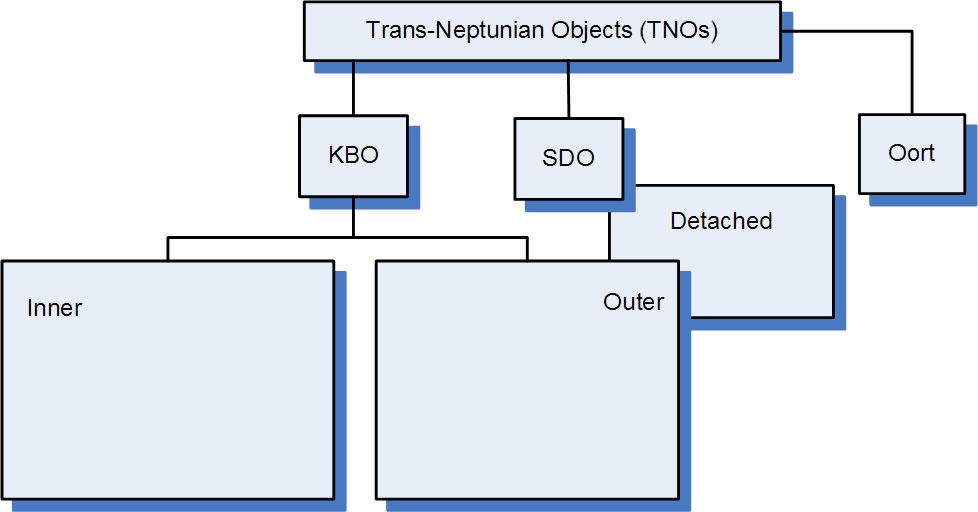 Trans-Neptunian Objects (TNOs)
KBO
SDO
Oort
Detached
Inner
Outer